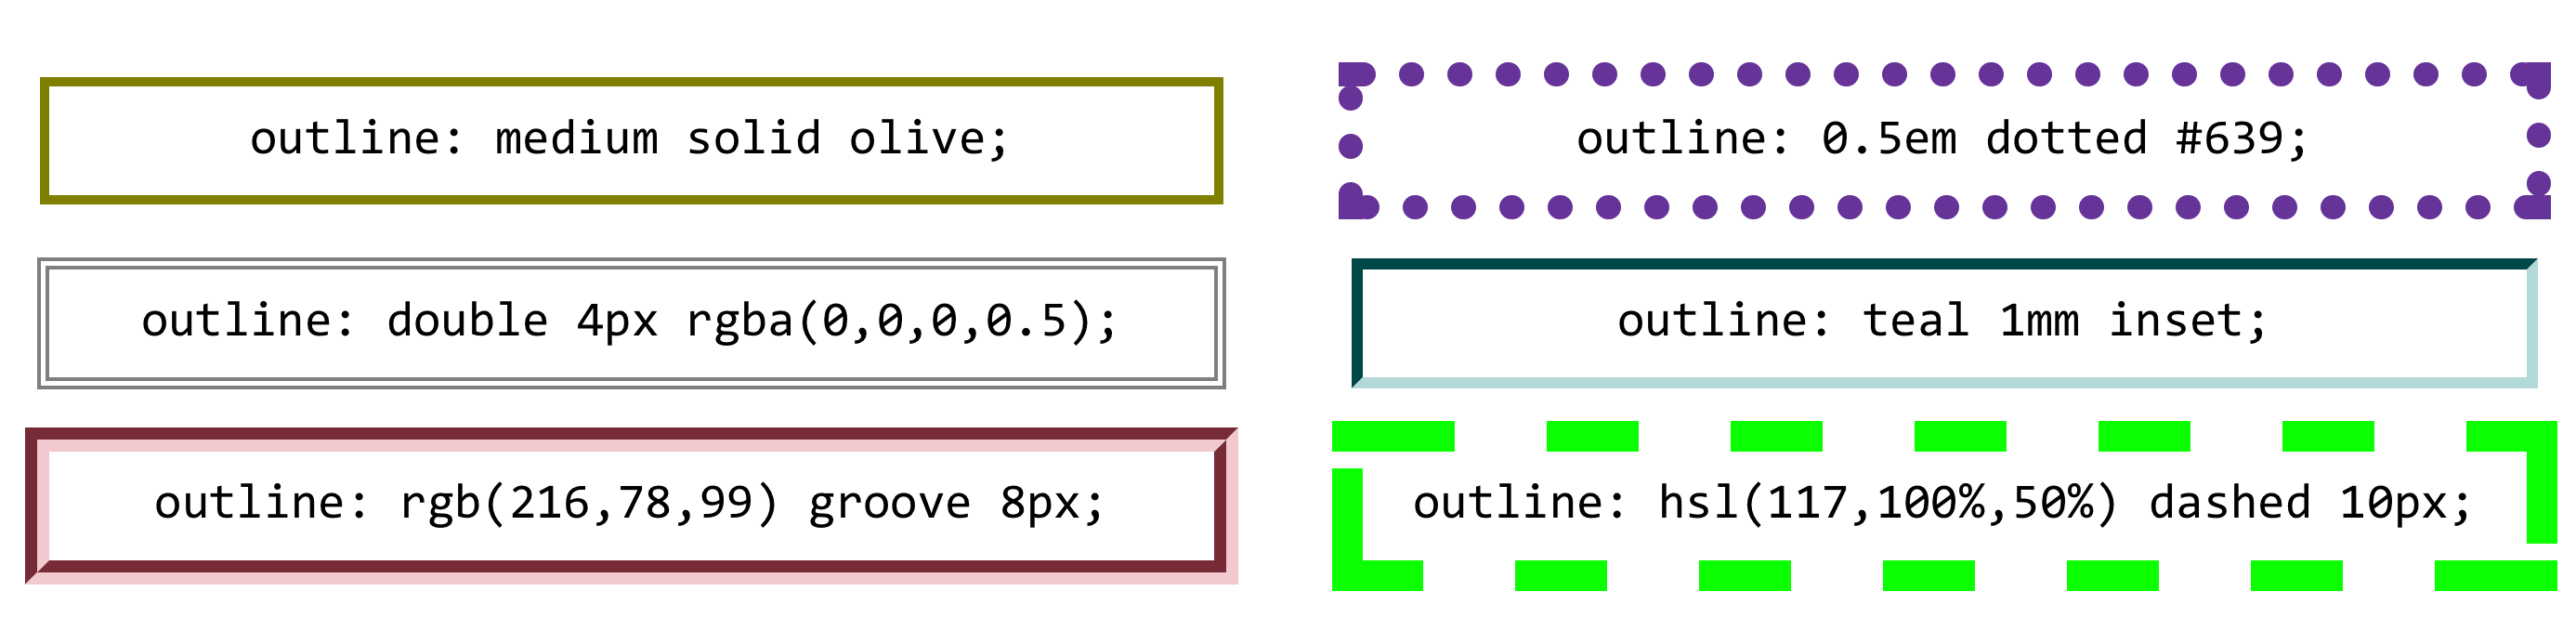 outline: medium solid olive;
outline: 0.5em dotted #639;
outline: double 4px rgba(0,0,0,0.5);
outline: teal 1mm inset;
outline: rgb(216,78,99) groove 8px;
outline: hsl(117,100%,50%) dashed 10px;